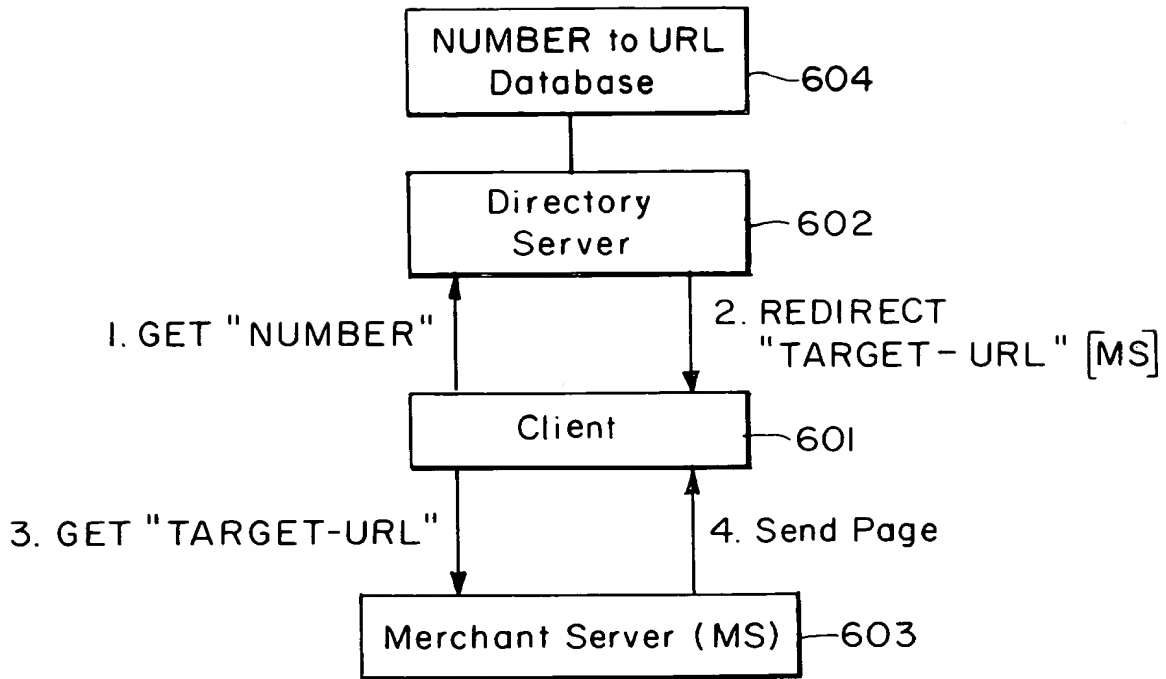 NUMBER to URL
Database
604
Directory
Server
602
1. GET "NUMBER"
2. REDIRECT
"TARGET-URL" [MS]
Client
601
3. GET "TARGET-URL"
4. Send Page
Merchant Server (MS)
603